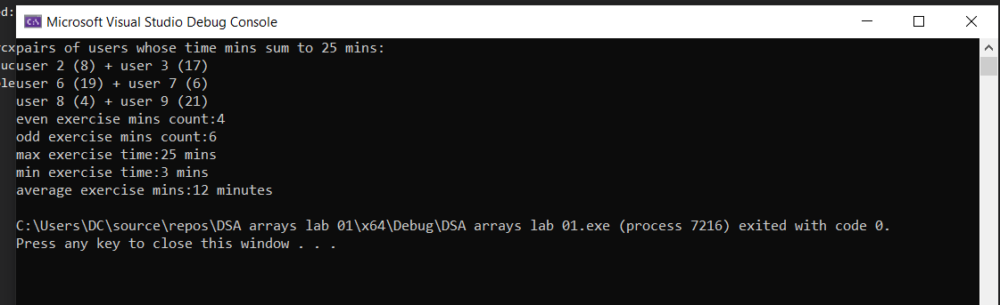 Microsoft Visual Studio Debug Console
pairs of users whose time mins sum to 25 mins:
user 2 (8) + user 3 (17)
user 6 (19) + user 7 (6)
user 8 (4) + user 9 (21)
even exercise mins count:4
odd exercise mins count:6
max exercise time:25 mins
min exercise time:3 mins
average exercise mins:12 minutes
C:\Users\DC\source\repos\DSA arrays lab 01\x64\Debug\DSA arrays lab 01.exe (process 7216) exited with code 0.
Press any key to close this window . . .